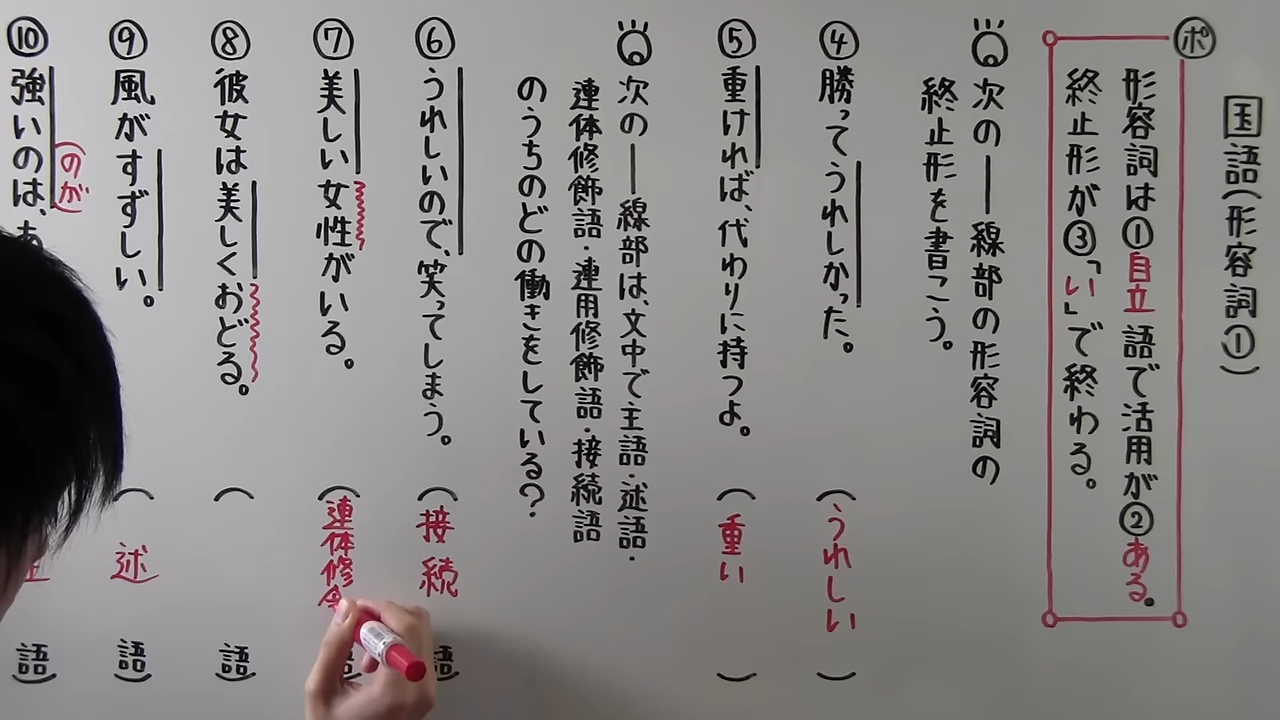 国語(形容詞①)
ポ
形容詞は①自立語で活用が②ある。
終止形が③「い」で終わる。
次の―線部の形容詞の
終止形を書こう。
④勝ってうれしかった。(うれしい)
⑤重ければ、代わりに持つよ。(重い)
次の―線部は、文中で主語・述語・
連体修飾語・連用修飾語・接続語
のうちのどの働きをしている?
⑥うれしいので、笑ってしまう。(接続語)
⑦美しい女性がいる。(連体修語)
⑧彼女は美しくおどる。(語)
⑨風がすずしい。(述語)
⑩強いのは、(のが)
語)